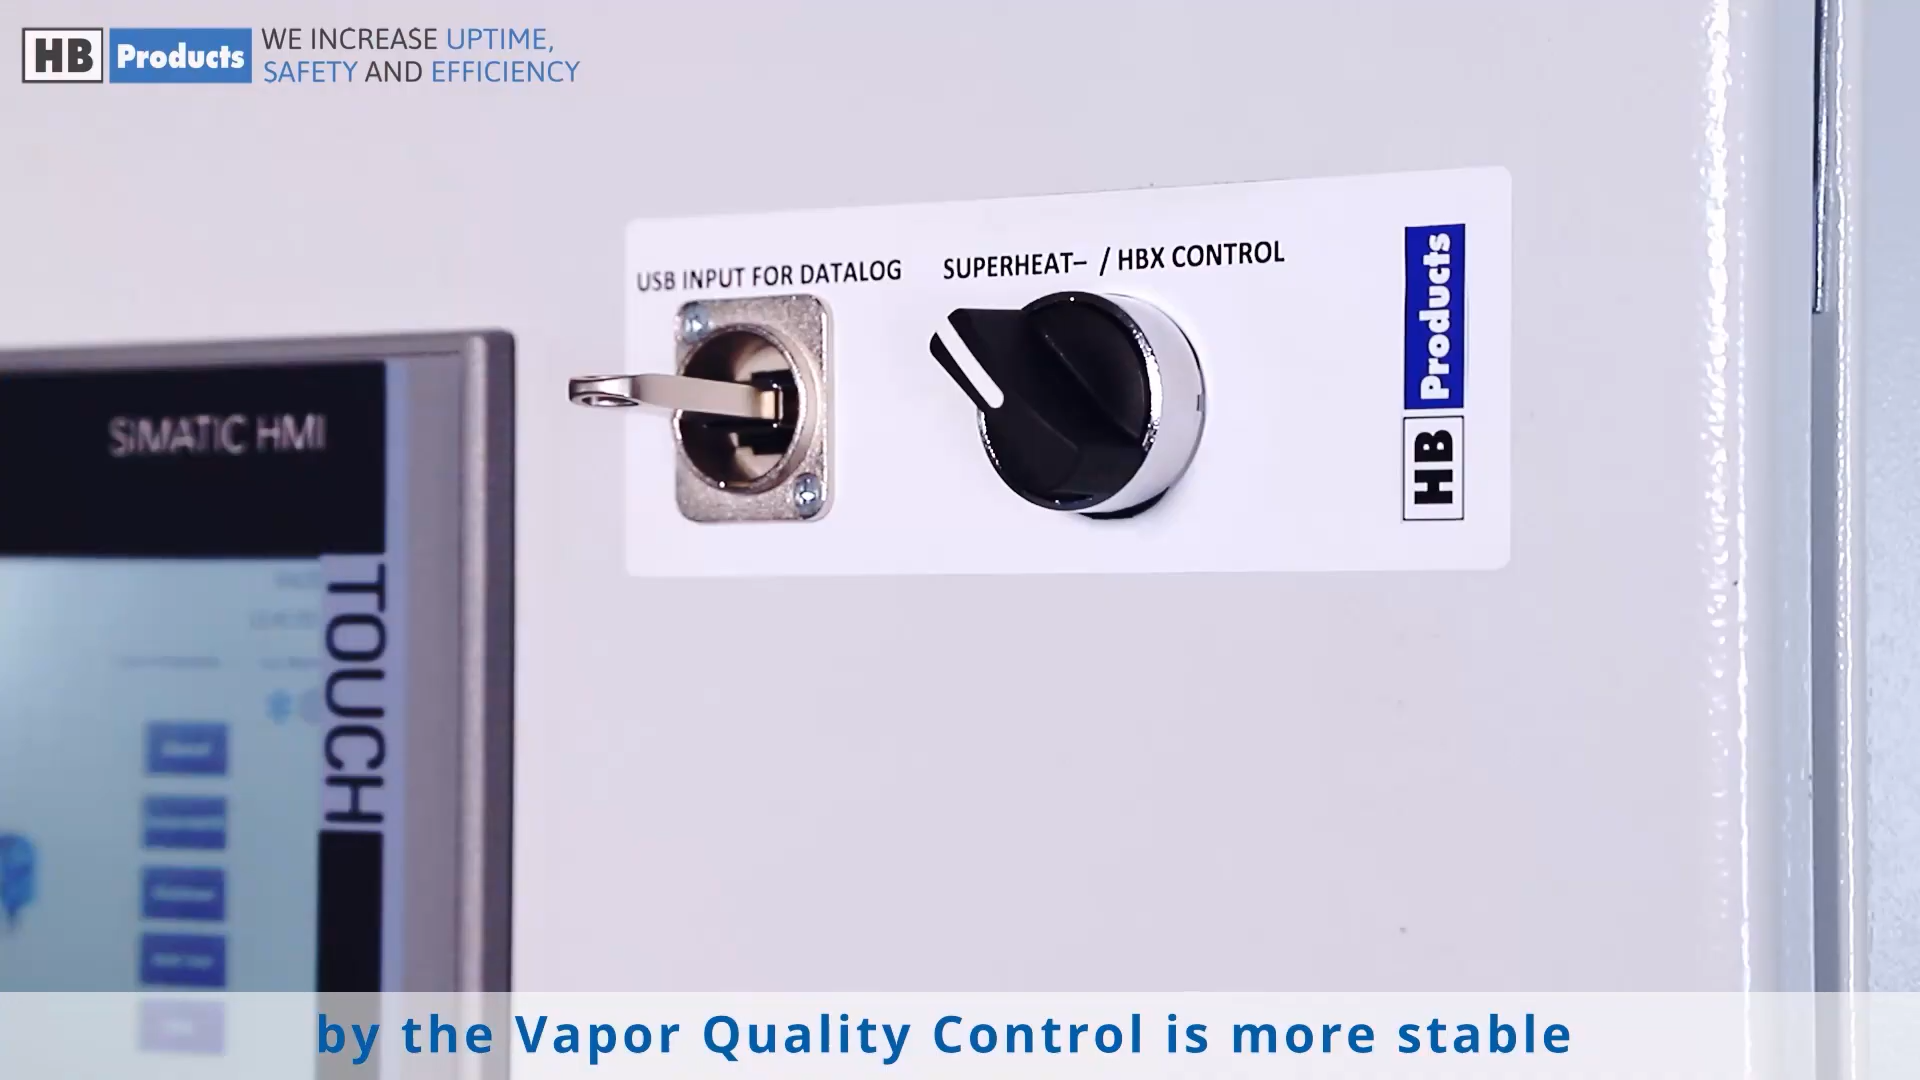 HB Products
WE INCREASE UPTIME,
SAFETY AND EFFICIENCY
USB INPUT FOR DATALOG
SUPERHEAT– / HBX CONTROL
HB Products
SIMATIC HMI
TOUCH
by the Vapor Quality Control is more stable